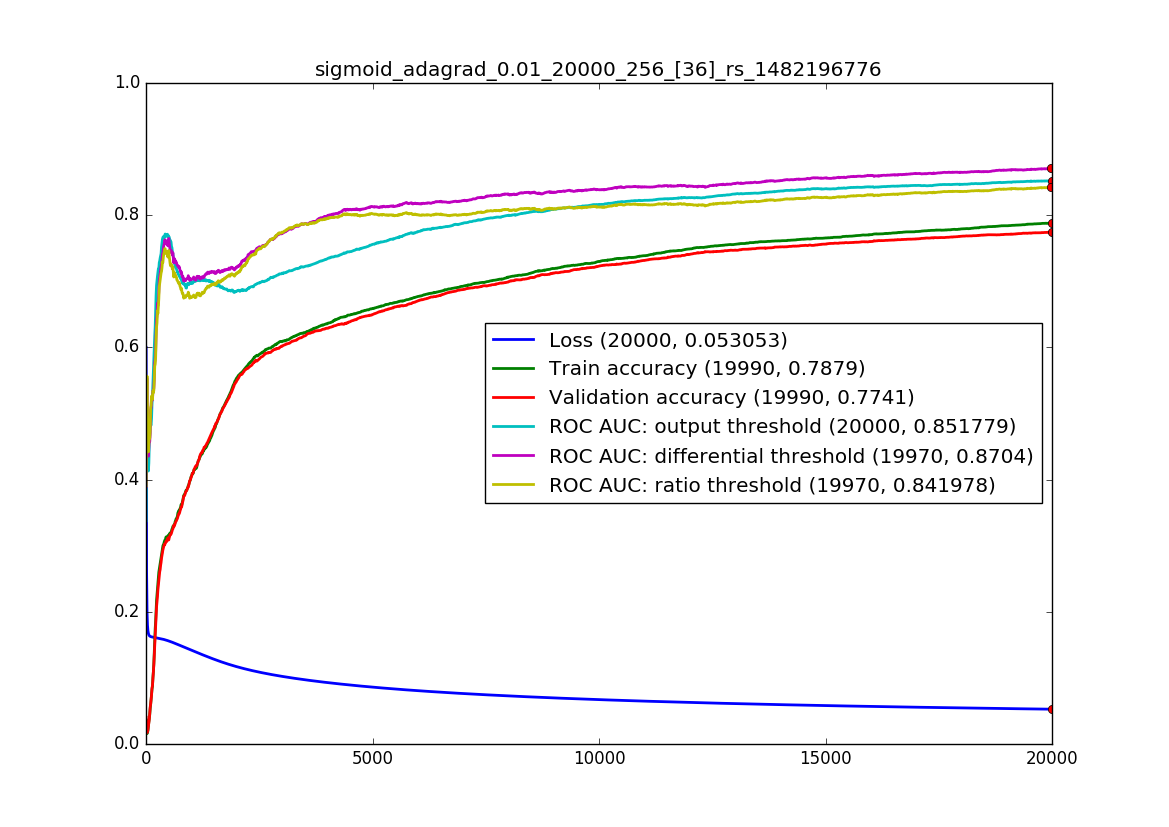 sigmoid_adagrad_0.01_20000_256_[36]_rs_1482196776
1.0
0.8
0.6
0.4
0.2
0.0
Loss (20000, 0.053053)
Train accuracy (19990, 0.7879)
Validation accuracy (19990, 0.7741)
ROC AUC: output threshold (20000, 0.851779)
ROC AUC: differential threshold (19970, 0.8704)
ROC AUC: ratio threshold (19970, 0.841978)
0 5000 10000 15000 20000